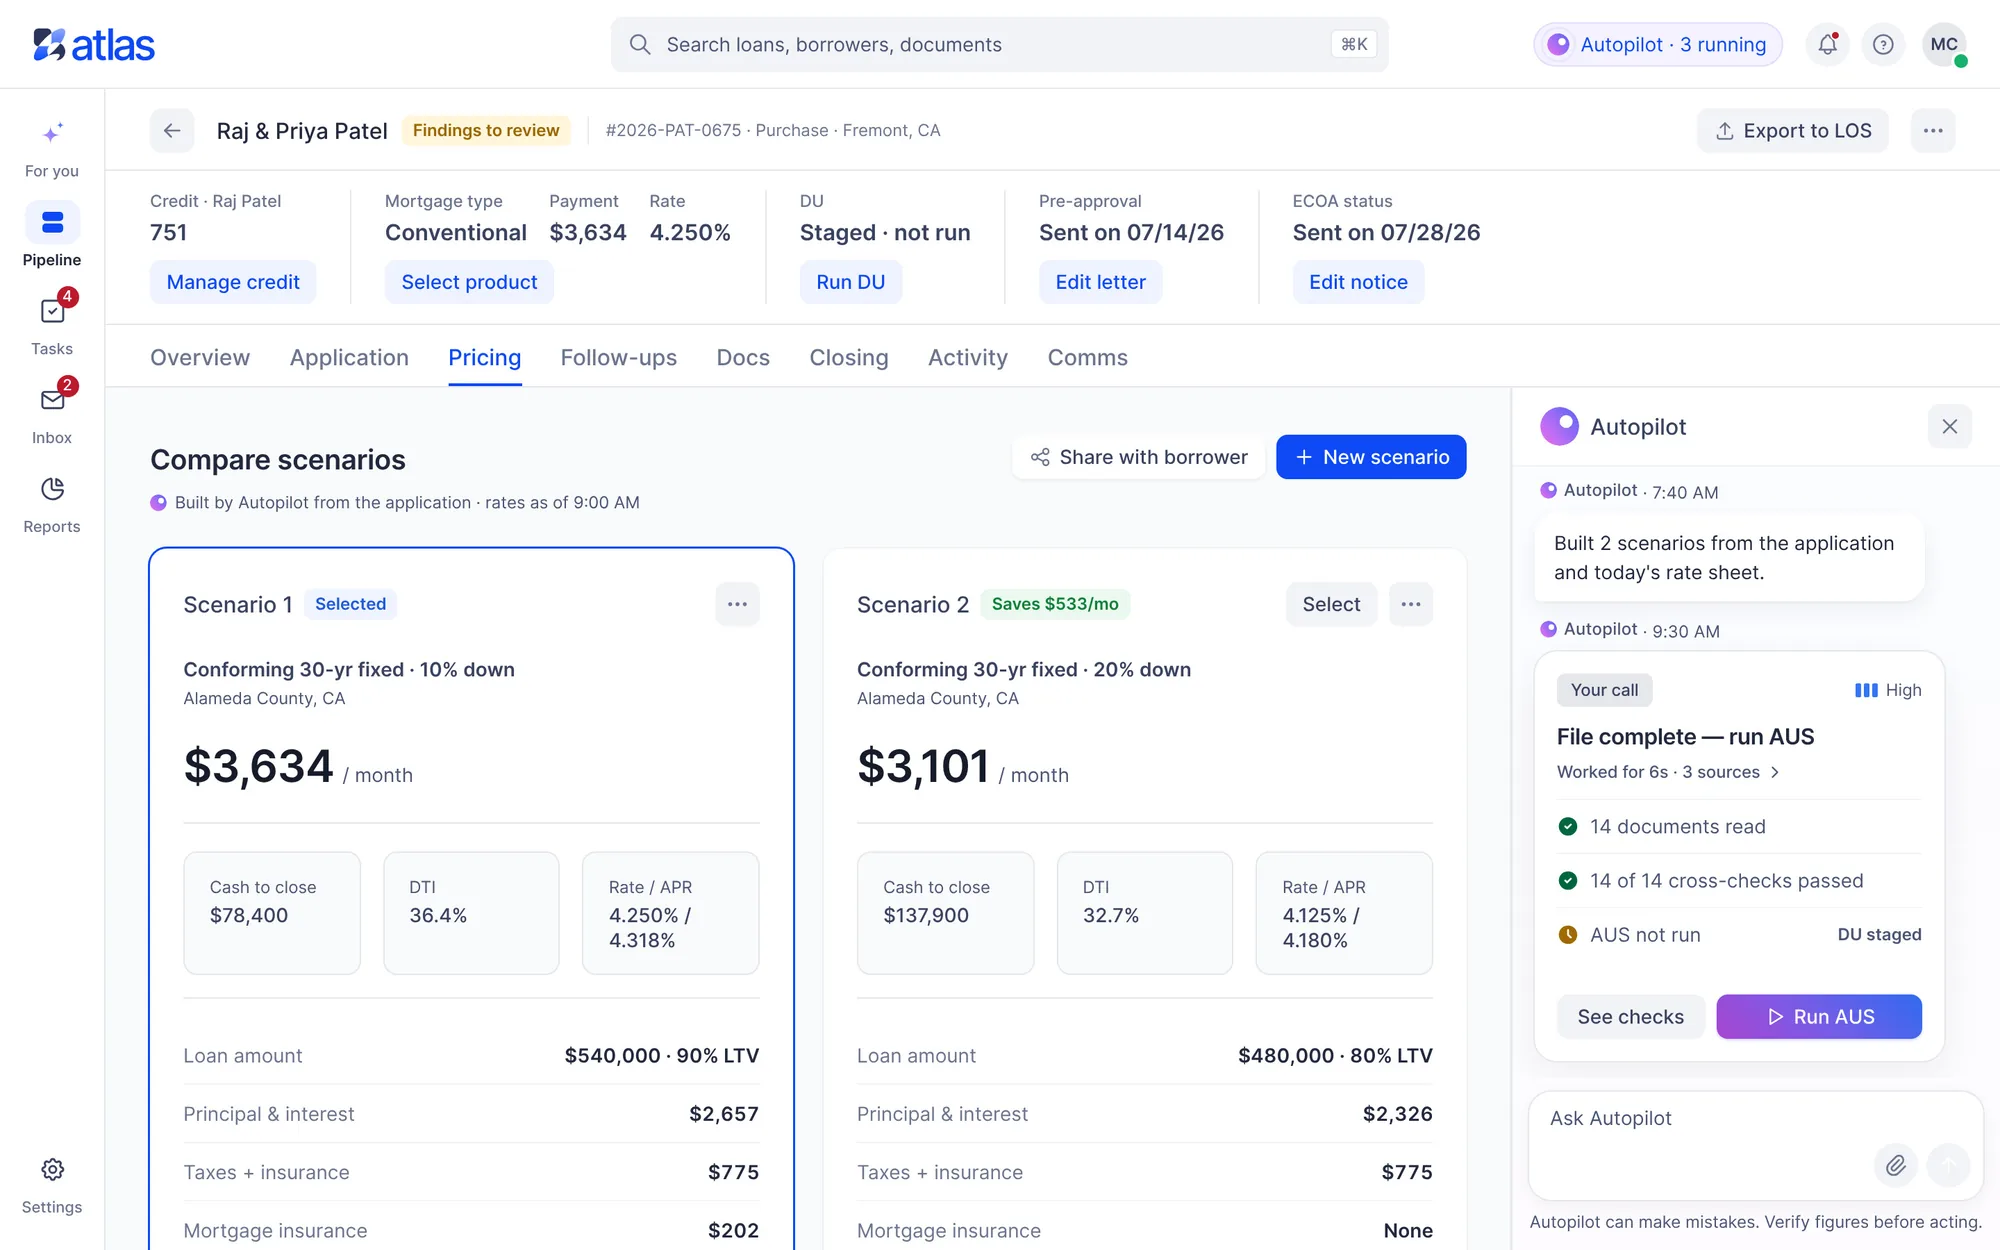 atlas
Search loans, borrowers, documents
⌘K
Autopilot · 3 running
MC
For you
Pipeline
4
Tasks
2
Inbox
Reports
Settings
Raj & Priya Patel
Findings to review
#2026-PAT-0675 · Purchase · Fremont, CA
Export to LOS
Credit · Raj Patel
751
Manage credit
Mortgage type
Conventional
Payment
$3,634
Rate
4.250%
Select product
DU
Staged · not run
Run DU
Pre-approval
Sent on 07/14/26
Edit letter
ECOA status
Sent on 07/28/26
Edit notice
Overview
Application
Pricing
Follow-ups
Docs
Closing
Activity
Comms
Compare scenarios
Built by Autopilot from the application · rates as of 9:00 AM
Share with borrower
New scenario
Scenario 1
Selected
Conforming 30-yr fixed · 10% down
Alameda County, CA
$3,634 / month
Cash to close
$78,400
DTI
36.4%
Rate / APR
4.250% /
4.318%
Loan amount
$540,000 · 90% LTV
Principal & interest
$2,657
Taxes + insurance
$775
Mortgage insurance
$202
Scenario 2
Saves $533/mo
Select
Conforming 30-yr fixed · 20% down
Alameda County, CA
$3,101 / month
Cash to close
$137,900
DTI
32.7%
Rate / APR
4.125% /
4.180%
Loan amount
$480,000 · 80% LTV
Principal & interest
$2,326
Taxes + insurance
$775
Mortgage insurance
None
Autopilot
Autopilot · 7:40 AM
Built 2 scenarios from the application
and today's rate sheet.
Autopilot · 9:30 AM
Your call
High
File complete — run AUS
Worked for 6s · 3 sources
14 documents read
14 of 14 cross-checks passed
AUS not run
DU staged
See checks
Run AUS
Ask Autopilot
Autopilot can make mistakes. Verify figures before acting.